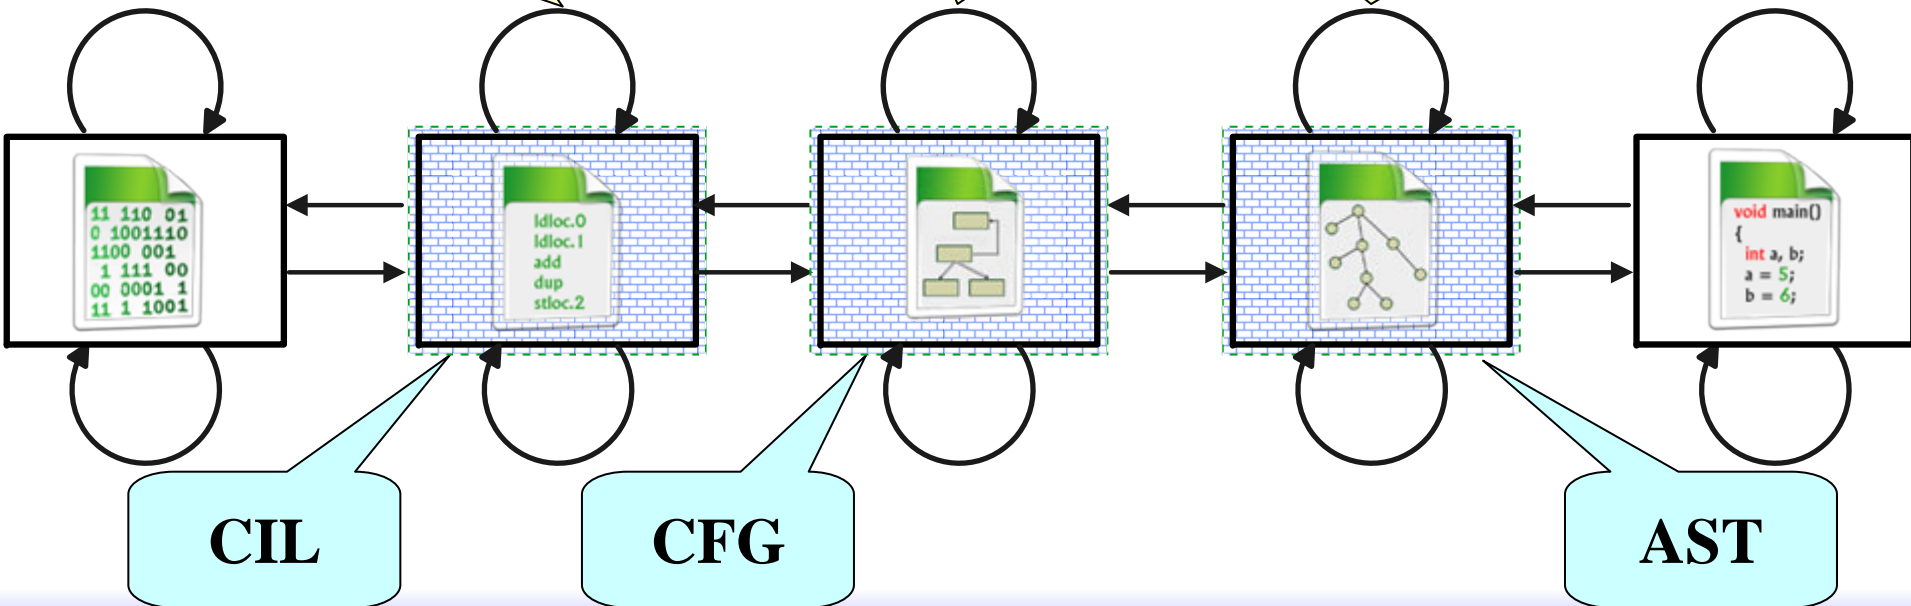 11 110 01
0 1001110
1100 001
1 111 00
00 0001 1
11 1 1001
ldloc.0
ldloc.1
add
dup
stloc.2
void main()
{
int a, b;
a = 5;
b = 6;
CIL
CFG
AST